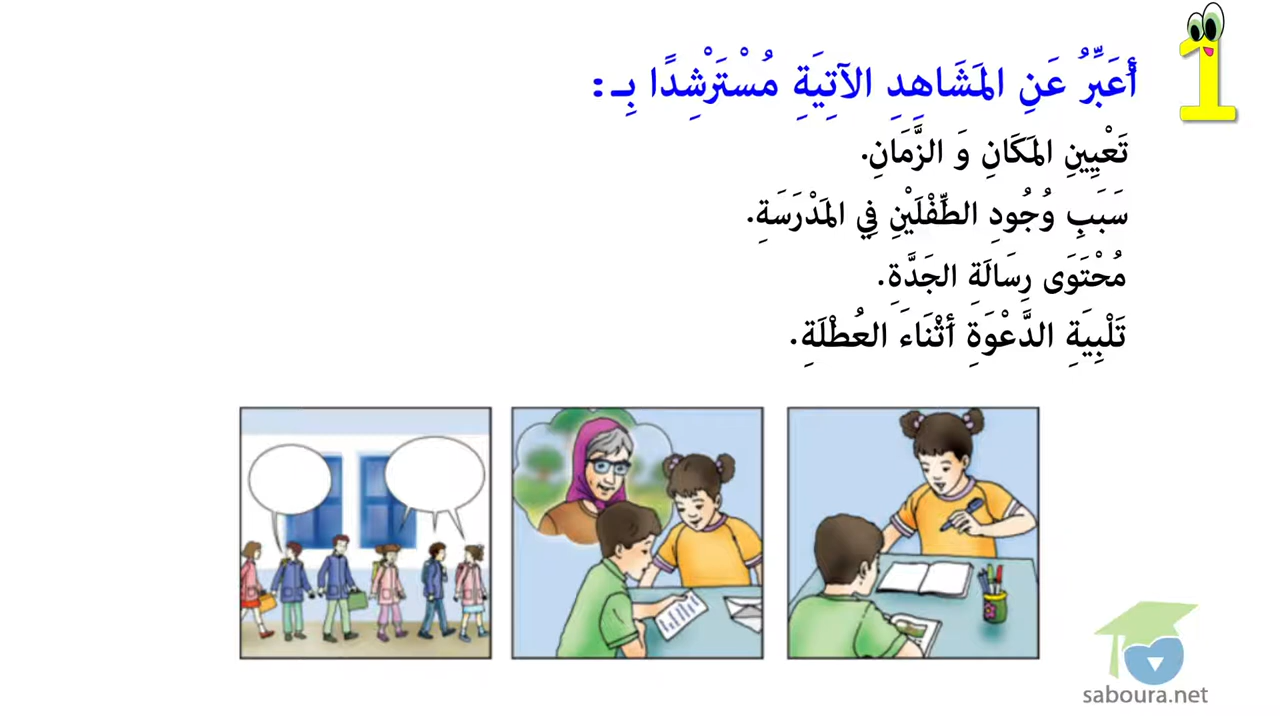 1
أُعَبِّرُ عَنِ المَشَاهِدِ الآتِيَةِ مُسْتَرْشِدًا بِـ :
تَعْيِينِ المَكَانِ وَ الزَّمَانِ.
سَبَبِ وُجُودِ الطِّفْلَيْنِ فِي المَدْرَسَةِ.
مُحْتَوَى رِسَالَةِ الجَدَّةِ.
تَلْبِيَةِ الدَّعْوَةِ أَثْنَاءَ العُطْلَةِ.
saboura.net